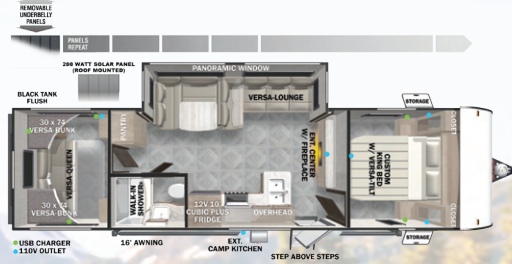 REMOVABLE
UNDERBELLY
PANELS
PANELS
REPEAT
200 WATT SOLAR PANEL
(ROOF MOUNTED)
BLACK TANK
FLUSH
PANORAMIC WINDOW
VERSA-LOUNGE
STORAGE
30 x 74
VERSA-BUNK
PANTRY
VERSA-QUEEN
ENT. CENTER
W/ FIREPLACE
CUSTOM
KING BED
W/ VERSA-TILT
CLOSET
CLOSET
WALK-IN
SHOWER
30 x 74
VERSA-BUNK
12V 10
CUBIC PLUS
FRIDGE
OVERHEAD
USB CHARGER
110V OUTLET
16' AWNING
EXT.
CAMP KITCHEN
STEP ABOVE STEPS
STORAGE